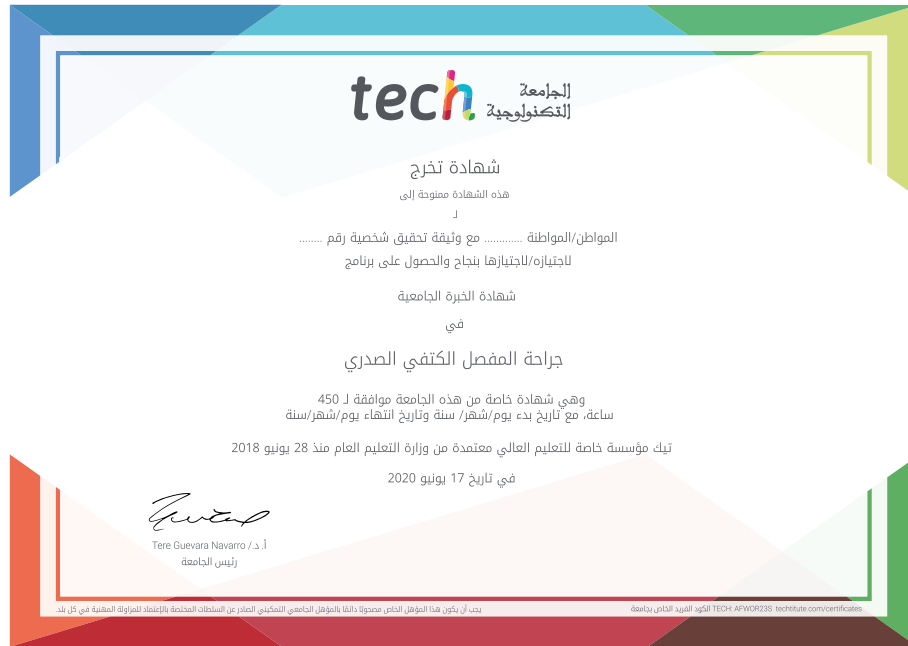 tech الجامعة
التكنولوجية
شهادة تخرج
هذه الشهادة ممنوحة إلى
لـ
المواطن/المواطنة ............. مع وثيقة تحقيق شخصية رقم ........
لاجتيازه/لاجتيازها بنجاح والحصول على برنامج
شهادة الخبرة الجامعية
في
جراحة المفصل الكتفي الصدري
وهي شهادة خاصة من هذه الجامعة موافقة لـ 450
ساعة، مع تاريخ بدء يوم/شهر/ سنة وتاريخ انتهاء يوم/شهر/سنة
تيك مؤسسة خاصة للتعليم العالي معتمدة من وزارة التعليم العام منذ 28 يونيو 2018
في تاريخ 17 يونيو 2020
أ. د./ Tere Guevara Navarro
رئيس الجامعة
يجب أن يكون هذا المؤهل الخاص مصحوبًا دائمًا بالمؤهل الجامعي التمكيني الصادر عن السلطات المختصة بالإعتماد للمزاولة المهنية في كل بلد.
الكود الفريد الخاص بجامعة TECH: AFWOR23S techtitute.com/certificates